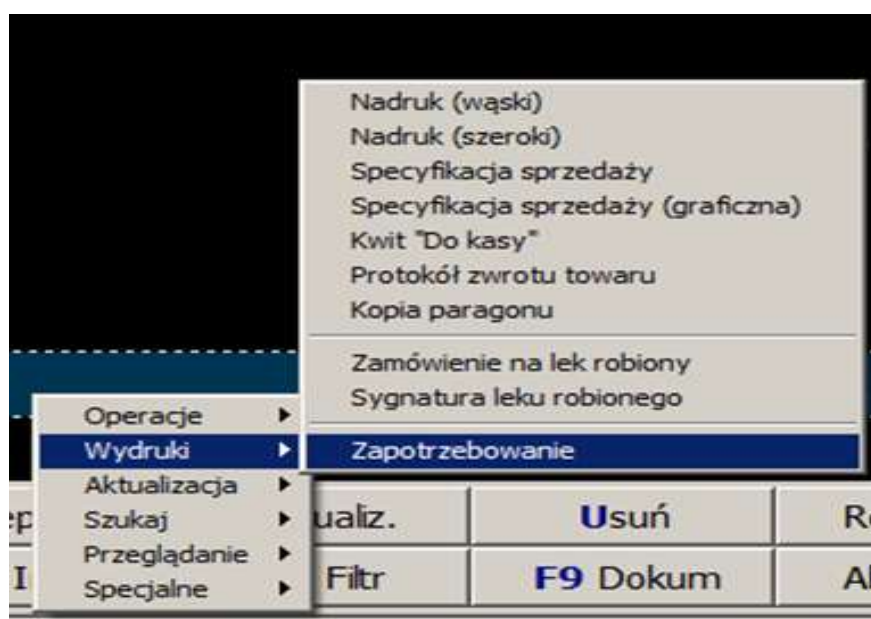 Nadruk (wąski)
Nadruk (szeroki)
Specyfikacja sprzedaży
Specyfikacja sprzedaży (graficzna)
Kwit "Do kasy"
Protokół zwrotu towaru
Kopia paragonu
Zamówienie na lek robiony
Sygnatura leku robionego
Zapotrzebowanie
Operacje
Wydruki
Aktualizacja
Szukaj
Przeglądanie
Specjalne
ualiz. Usuń
Filtr F9 Dokum